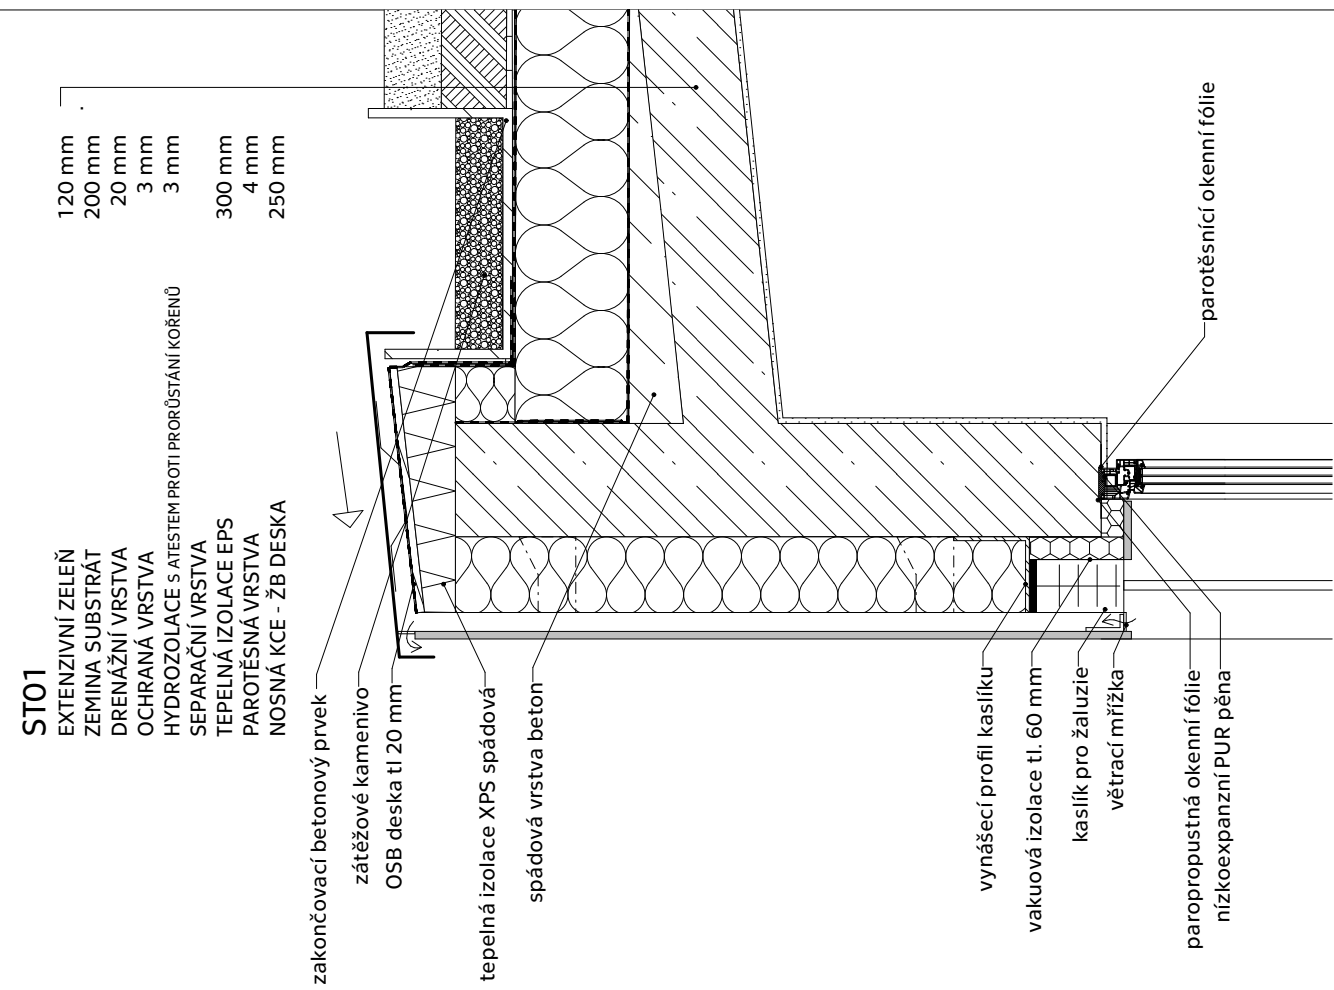 ST01
EXTENZIVNÍ ZELEŇ 120 mm
ZEMINA SUBSTRÁT 200 mm
DRENÁŽNÍ VRSTVA 20 mm
OCHRANÁ VRSTVA 3 mm
HYDROZOLACE S ATESTEM PROTI PRORŮSTÁNÍ KOŘENŮ 3 mm
SEPARAČNÍ VRSTVA
TEPELNÁ IZOLACE EPS 300 mm
PAROTĚSNÁ VRSTVA 4 mm
NOSNÁ KCE - ŽB DESKA 250 mm
zakončovací betonový prvek
zátěžové kamenivo
OSB deska tl 20 mm
tepelná izolace XPS spádová
spádová vrstva beton
vynášecí profil kaslíku
vakuová izolace tl. 60 mm
kaslík pro žaluzie
větrací mřížka
paropropustná okenní fólie
nízkoexpanzní PUR pěna
parotěsnící okenní fólie